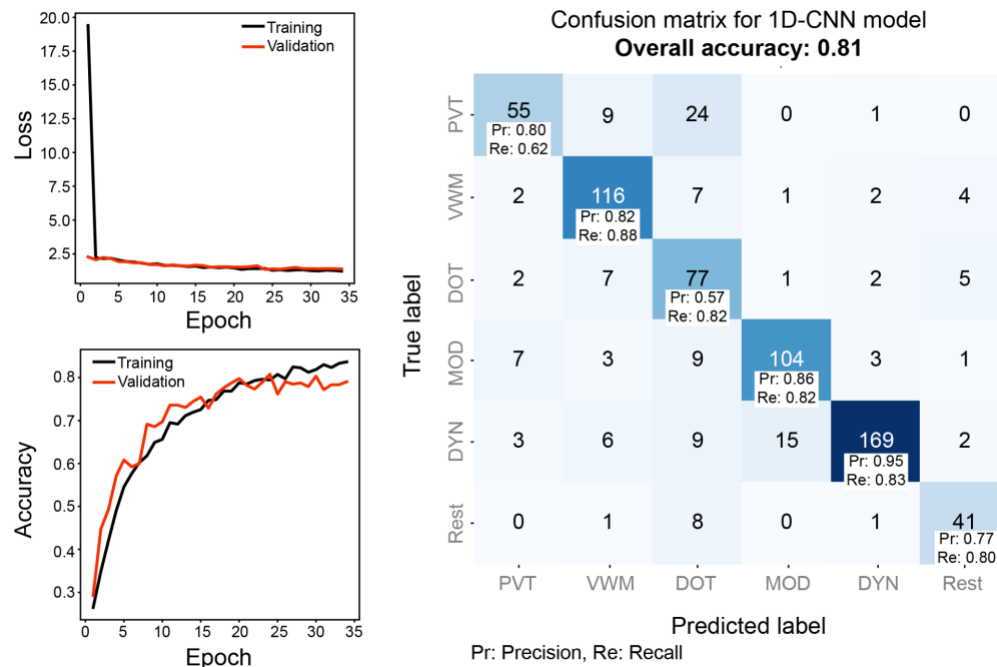 20.0
17.5
15.0
12.5
10.0
7.5
5.0
2.5
Loss
Training
Validation
0 5 10 15 20 25 30 35
Epoch
0.8
0.7
0.6
0.5
0.4
0.3
Accuracy
Training
Validation
0 5 10 15 20 25 30 35
Epoch
Confusion matrix for 1D-CNN model
Overall accuracy: 0.81
True label
PVT 55 9 24 0 1 0
Pr: 0.80
Re: 0.62
VWM 2 116 7 1 2 4
Pr: 0.82
Re: 0.88
DOT 2 7 77 1 2 5
Pr: 0.57
Re: 0.82
MOD 7 3 9 104 3 1
Pr: 0.86
Re: 0.82
DYN 3 6 9 15 169 2
Pr: 0.95
Re: 0.83
Rest 0 1 8 0 1 41
Pr: 0.77
Re: 0.80
PVT VWM DOT MOD DYN Rest
Predicted label
Pr: Precision, Re: Recall